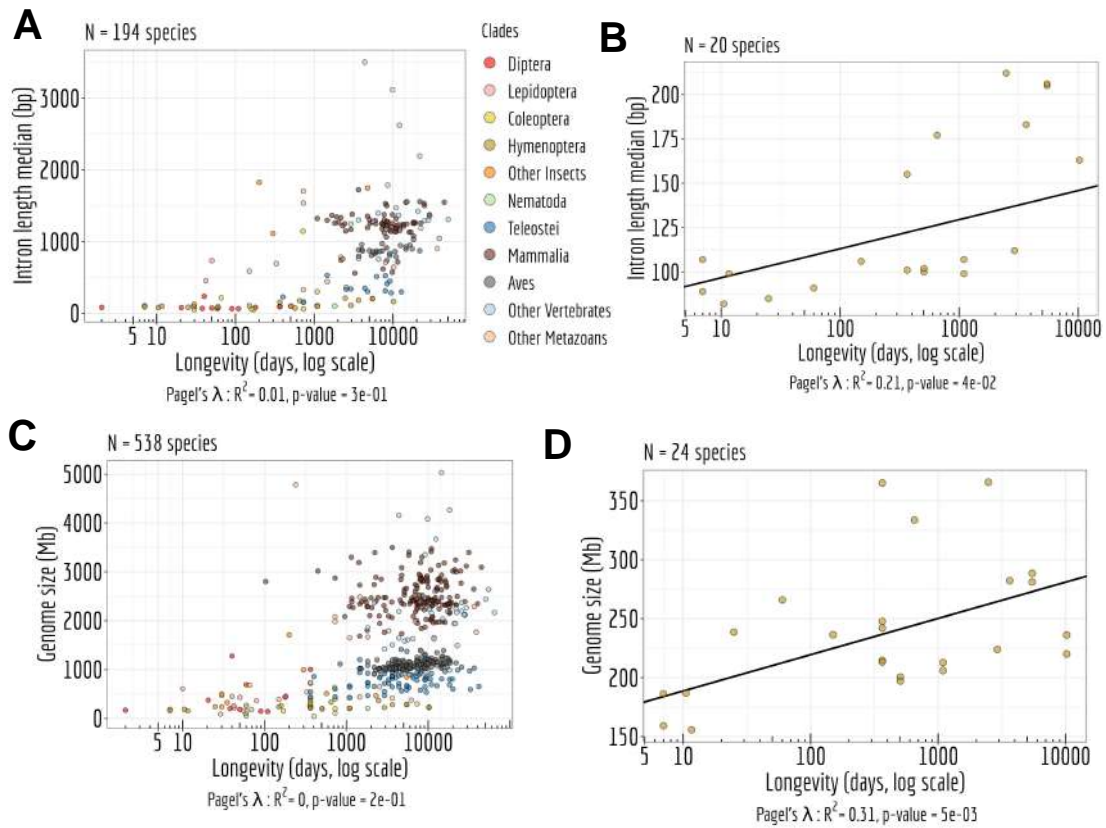 A
N = 194 species
Intron length median (bp)
3000
2000
1000
0
5 10 100 1000 10000
Longevity (days, log scale)
Pagel's λ : R² = 0.01, p-value = 3e-01
Clades
Diptera
Lepidoptera
Coleoptera
Hymenoptera
Other Insects
Nematoda
Teleostei
Mammalia
Aves
Other Vertebrates
Other Metazoans
B
N = 20 species
Intron length median (bp)
200
175
150
125
100
5 10 100 1000 10000
Longevity (days, log scale)
Pagel's λ : R² = 0.21, p-value = 4e-02
C
N = 538 species
Genome size (Mb)
5000
4000
3000
2000
1000
0
5 10 100 1000 10000
Longevity (days, log scale)
Pagel's λ : R² = 0, p-value = 2e-01
D
N = 24 species
Genome size (Mb)
350
300
250
200
150
5 10 100 1000 10000
Longevity (days, log scale)
Pagel's λ : R² = 0.31, p-value = 5e-03